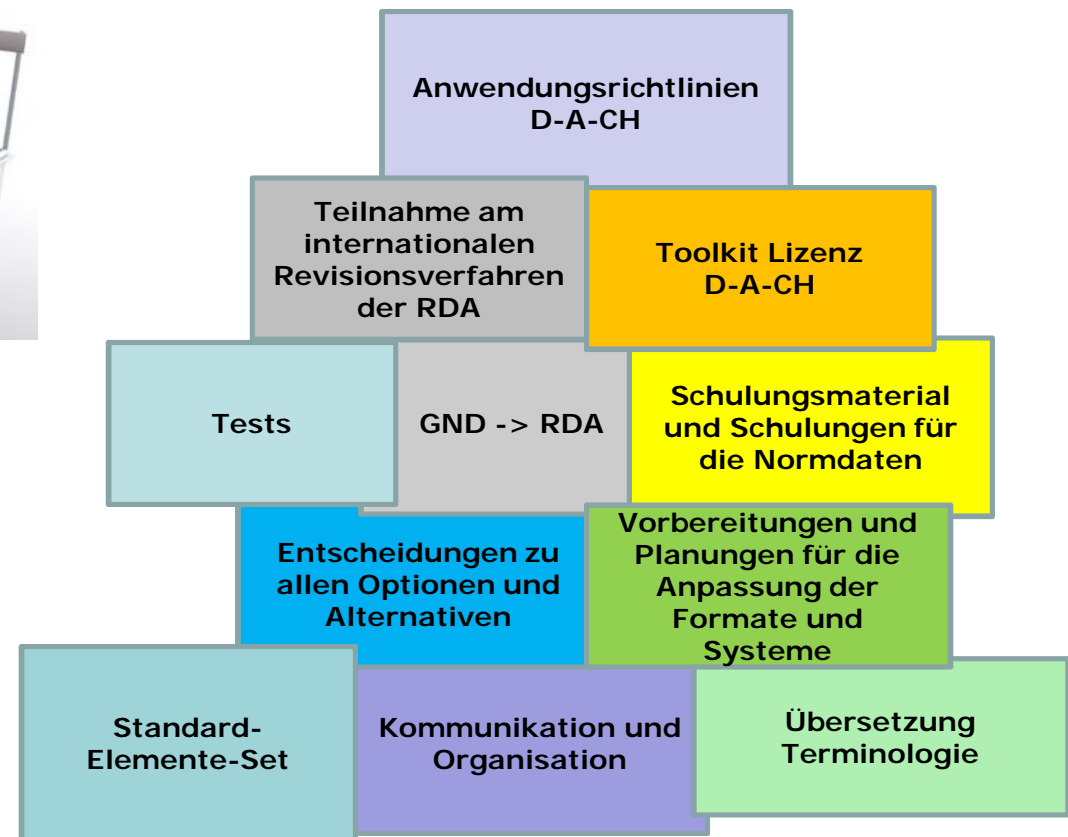 Anwendungsrichtlinien
D-A-CH
Teilnahme am
internationalen
Revisionsverfahren
der RDA
Toolkit Lizenz
D-A-CH
Tests
GND -> RDA
Schulungsmaterial
und Schulungen für
die Normdaten
Entscheidungen zu
allen Optionen und
Alternativen
Vorbereitungen und
Planungen für die
Anpassung der
Formate und
Systeme
Standard-
Elemente-Set
Kommunikation und
Organisation
Übersetzung
Terminologie